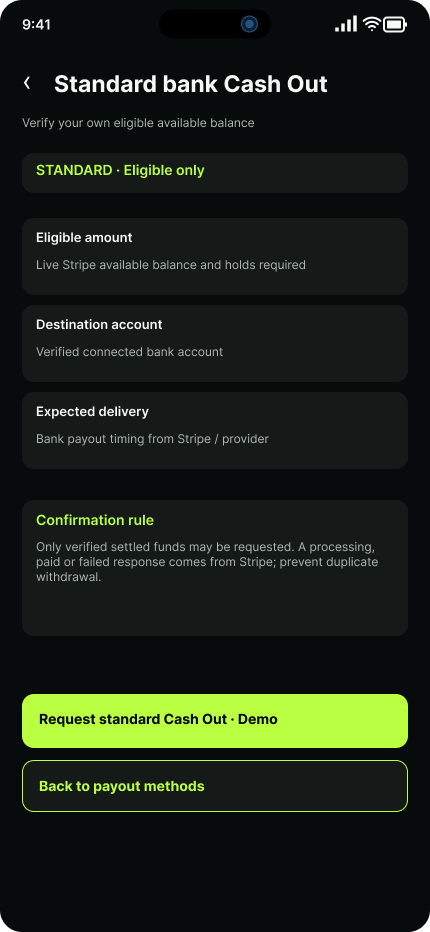 9:41
‹ Standard bank Cash Out
Verify your own eligible available balance
STANDARD · Eligible only
Eligible amount
Live Stripe available balance and holds required
Destination account
Verified connected bank account
Expected delivery
Bank payout timing from Stripe / provider
Confirmation rule
Only verified settled funds may be requested. A processing,
paid or failed response comes from Stripe; prevent duplicate
withdrawal.
Request standard Cash Out · Demo
Back to payout methods